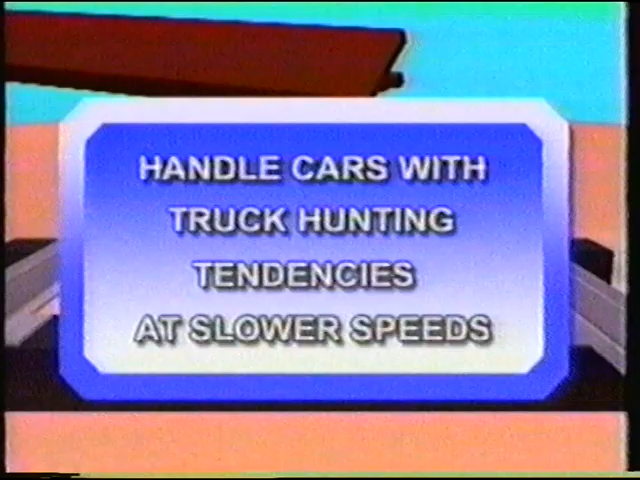 HANDLE CARS WITH
TRUCK HUNTING
TENDENCIES
AT SLOWER SPEEDS